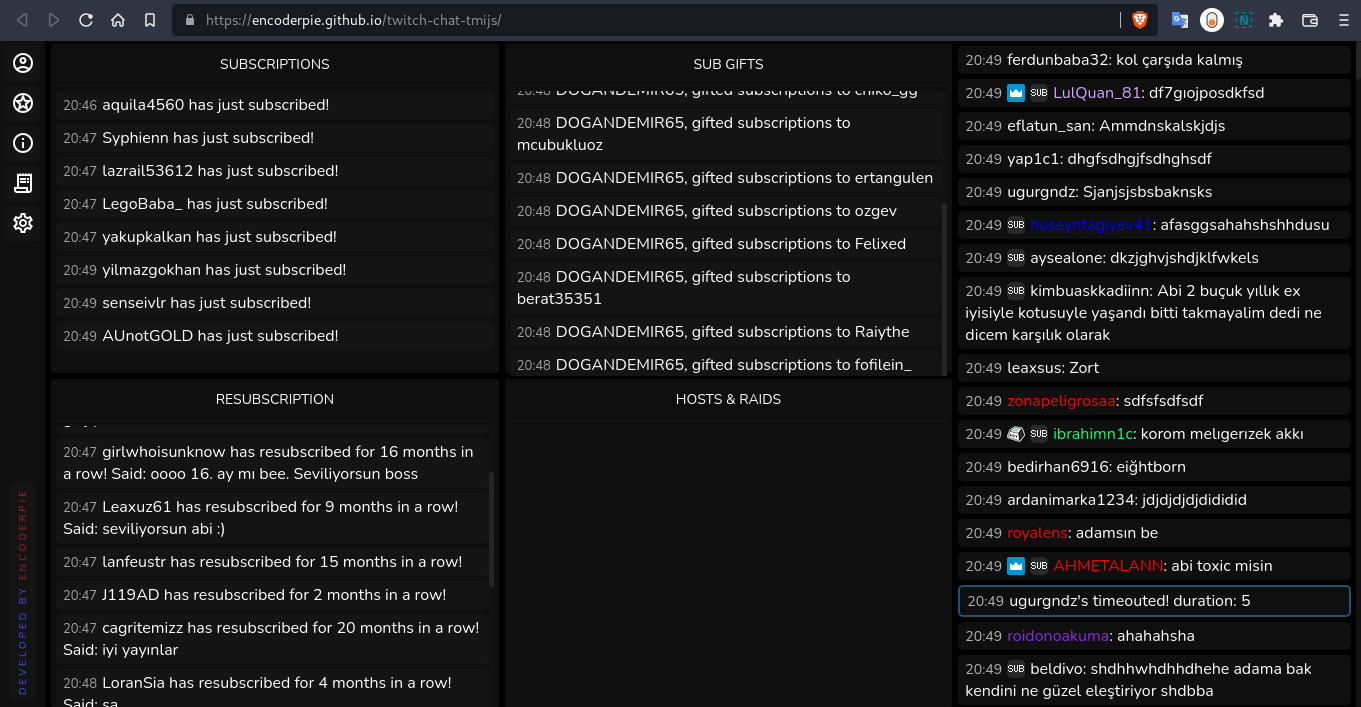 https://encoderpie.github.io/twitch-chat-tmijs/
SUBSCRIPTIONS
20:46 aquila4560 has just subscribed!
20:47 Syphienn has just subscribed!
20:47 lazrail53612 has just subscribed!
20:47 LegoBaba_ has just subscribed!
20:47 yakupkalkan has just subscribed!
20:49 yilmazgokhan has just subscribed!
20:49 senseivlr has just subscribed!
20:49 AUnotGOLD has just subscribed!
SUB GIFTS
20:48 DOGANDEMIR65, gifted subscriptions to chiko_gg
20:48 DOGANDEMIR65, gifted subscriptions to
mcubukluoz
20:48 DOGANDEMIR65, gifted subscriptions to ertangulen
20:48 DOGANDEMIR65, gifted subscriptions to ozgev
20:48 DOGANDEMIR65, gifted subscriptions to Felixed
20:48 DOGANDEMIR65, gifted subscriptions to
berat35351
20:48 DOGANDEMIR65, gifted subscriptions to Raiythe
20:48 DOGANDEMIR65, gifted subscriptions to fofilein_
RESUBSCRIPTION
20:47 girlwhoisunknow has resubscribed for 16 months in
a row! Said: oooo 16. ay mı bee. Seviliyorsun boss
20:47 Leaxuz61 has resubscribed for 9 months in a row!
Said: seviliyorsun abi :)
20:47 lanfeustr has resubscribed for 15 months in a row!
20:47 J119AD has resubscribed for 2 months in a row!
20:47 cagritemizz has resubscribed for 20 months in a row!
Said: iyi yayınlar
20:48 LoranSia has resubscribed for 4 months in a row!
Said: sa
HOSTS & RAIDS
20:49 ferdunbaba32: kol çarşıda kalmış
20:49 SUB LulQuan_81: df7gıojposdkfsd
20:49 eflatun_san: Ammdnskalskjdjs
20:49 yap1c1: dhgfsdhgjfsdhghsdf
20:49 ugurgndz: Sjanjsjsbsbaknsks
20:49 SUB huseyntagiyev41: afasggsahahshshhdusu
20:49 SUB aysealone: dkzjghvjshdjklfwkels
20:49 SUB kimbuaskkadiinn: Abi 2 buçuk yıllık ex
iyisiyle kotusuyle yaşandı bitti takmayalim dedi ne
dicem karşılık olarak
20:49 leaxsus: Zort
20:49 zonapeligrosaa: sdfsfsdfsdf
20:49 SUB ibrahimn1c: korom melıgerızek akkı
20:49 bedirhan6916: eiğhtborn
20:49 ardanimarka1234: jdjdjdjdjdididid
20:49 royalens: adamsın be
20:49 SUB AHMETALANN: abi toxic misin
20:49 ugurgndz's timeouted! duration: 5
20:49 roidonoakuma: ahahahsha
20:49 SUB beldivo: shdhhwhdhhdhehe adama bak
kendini ne güzel eleştiriyor shdbba
DEVELOPED BY ENCODERPIE